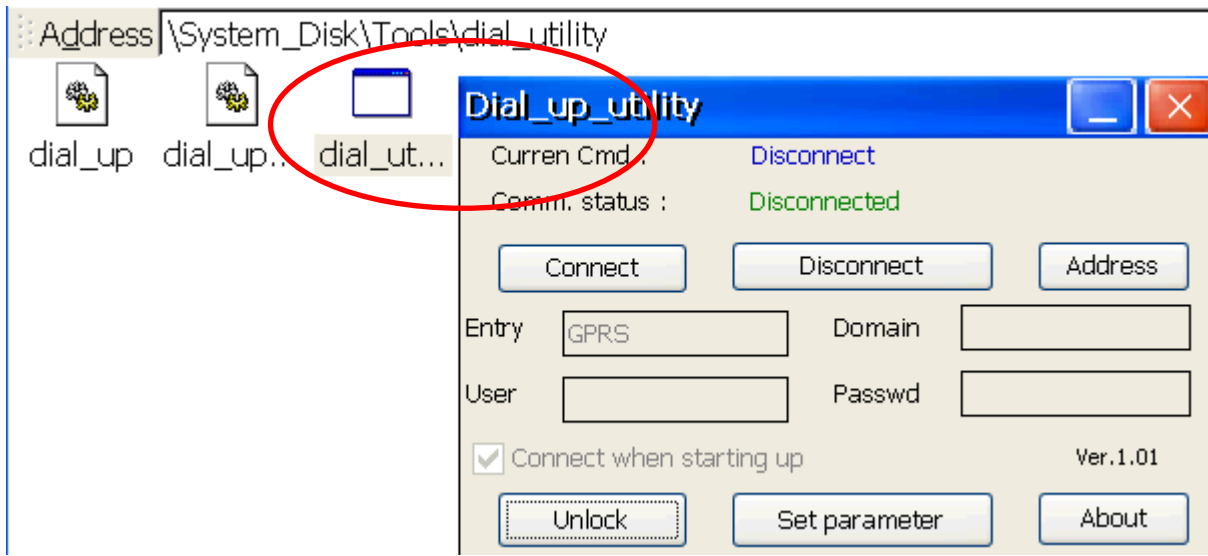 Address \System_Disk\Tools\dial_utility
dial_up dial_up.. dial_ut...
Dial_up_utility
Curren Cmd : Disconnect
Comm. status : Disconnected
Connect Disconnect Address
Entry GPRS Domain
User Passwd
Connect when starting up Ver.1.01
Unlock Set parameter About